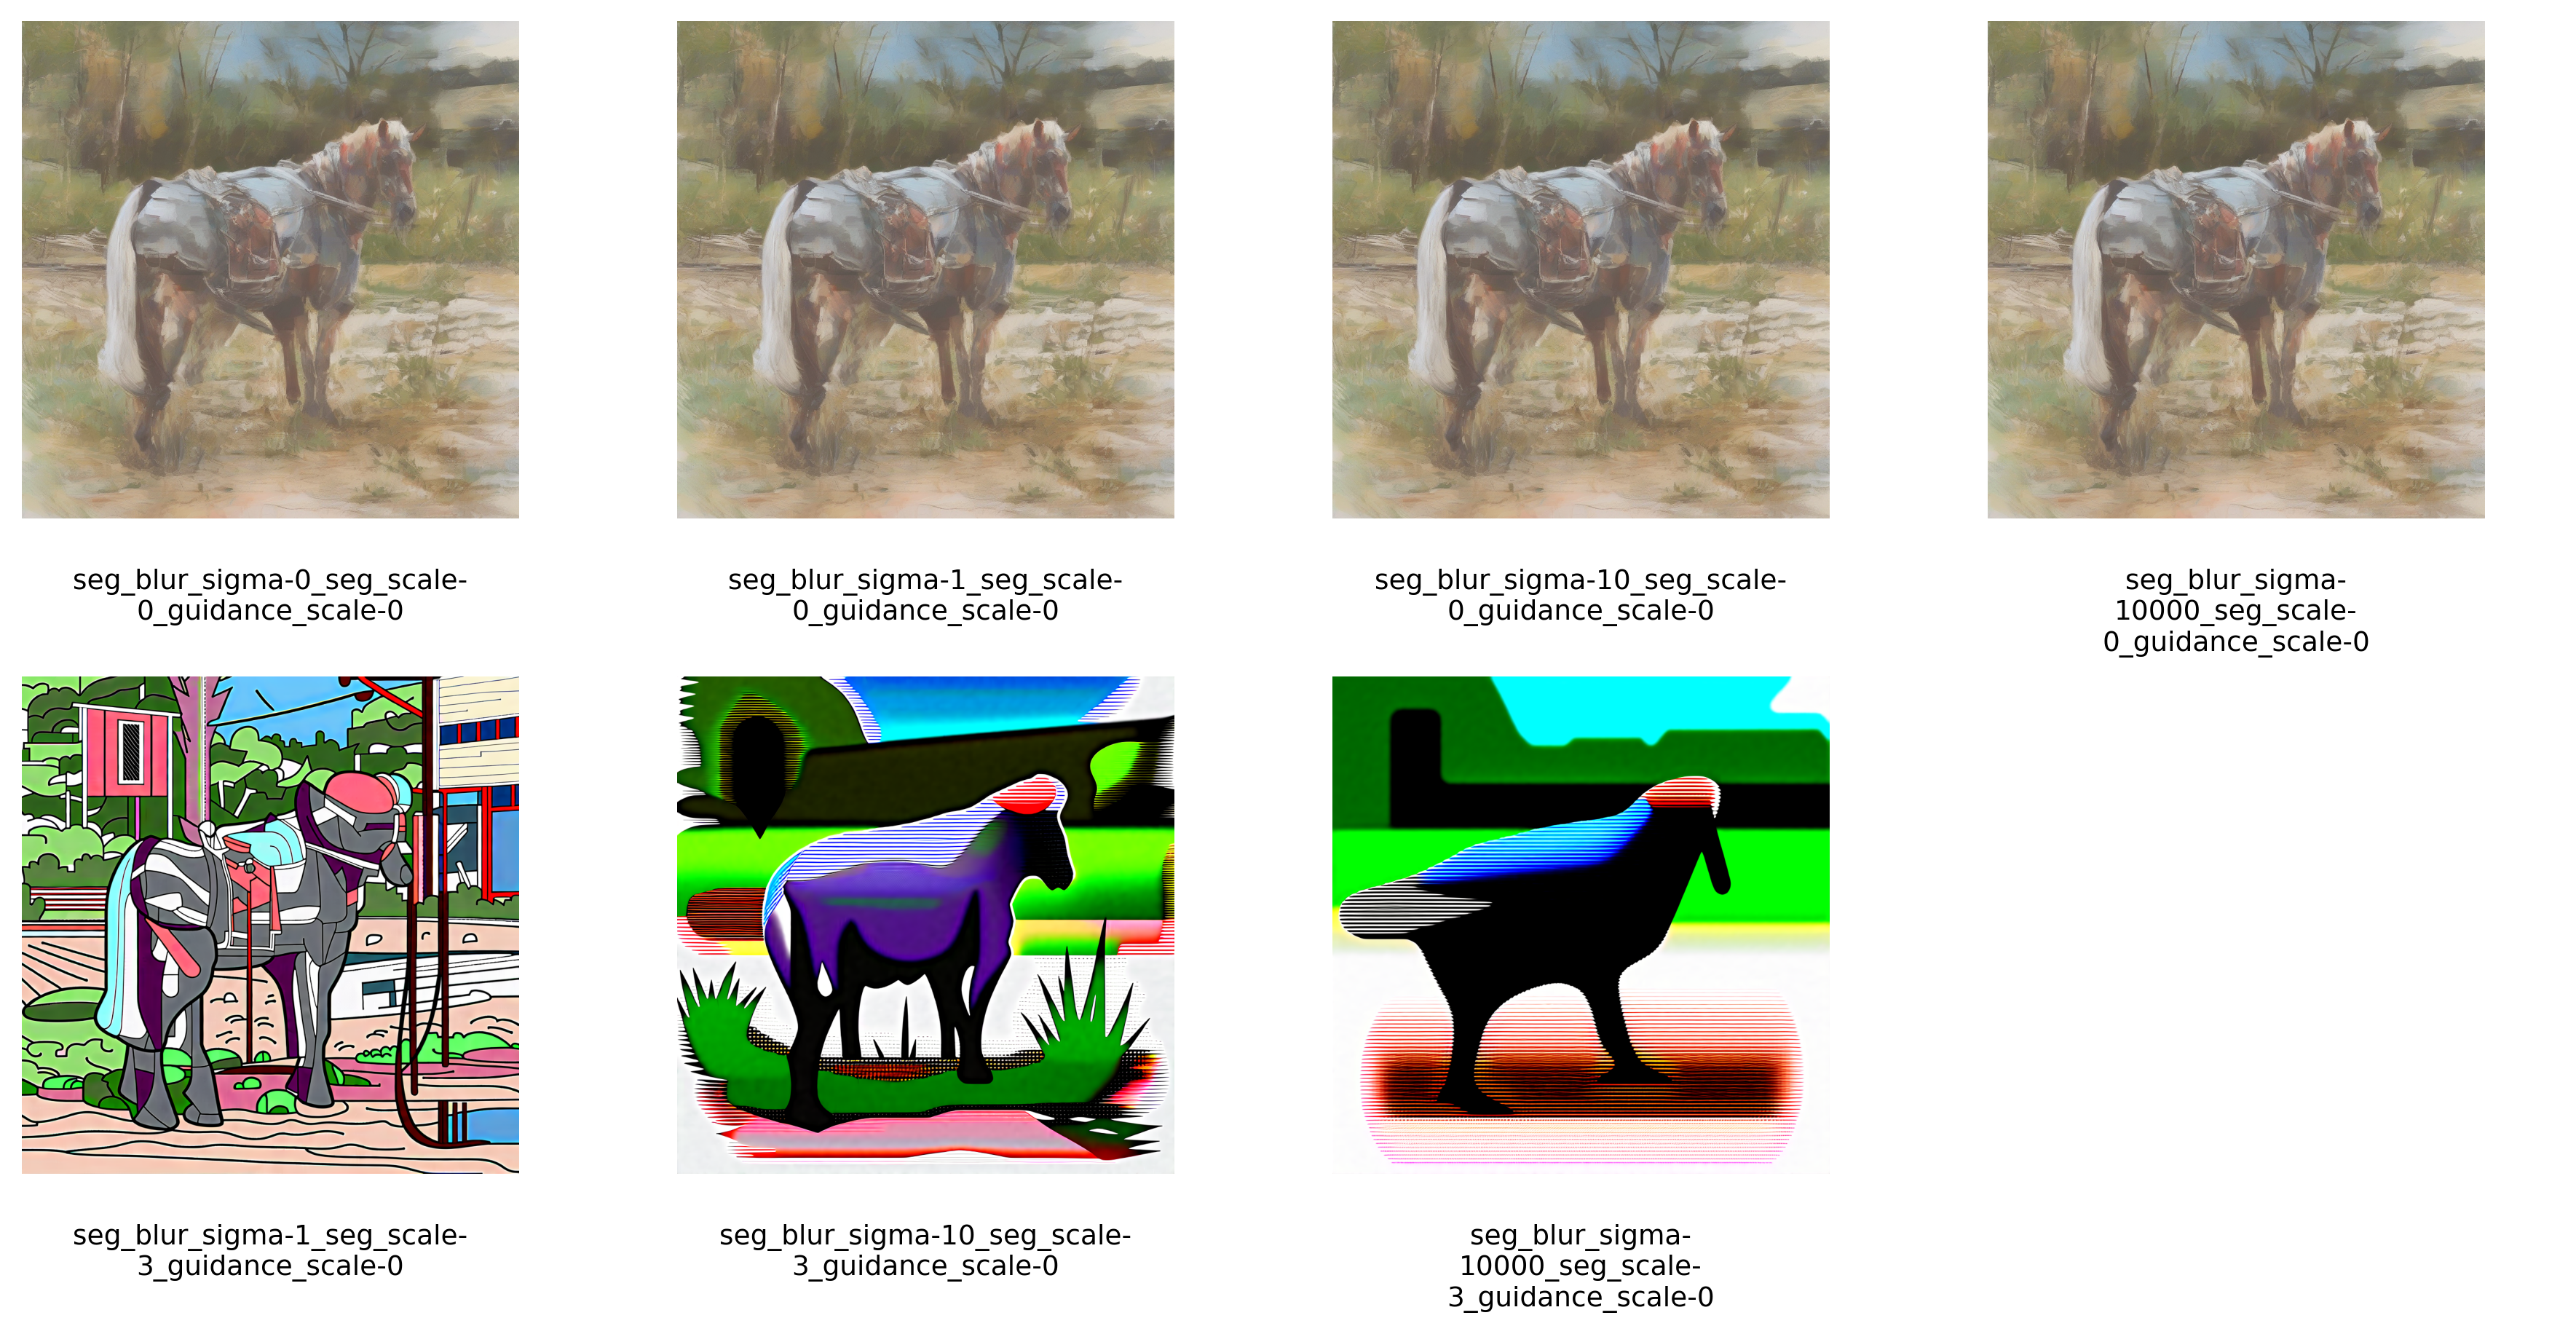 seg_blur_sigma-0_seg_scale-
0_guidance_scale-0
seg_blur_sigma-1_seg_scale-
0_guidance_scale-0
seg_blur_sigma-10_seg_scale-
0_guidance_scale-0
seg_blur_sigma-
10000_seg_scale-
0_guidance_scale-0
seg_blur_sigma-1_seg_scale-
3_guidance_scale-0
seg_blur_sigma-10_seg_scale-
3_guidance_scale-0
seg_blur_sigma-
10000_seg_scale-
3_guidance_scale-0